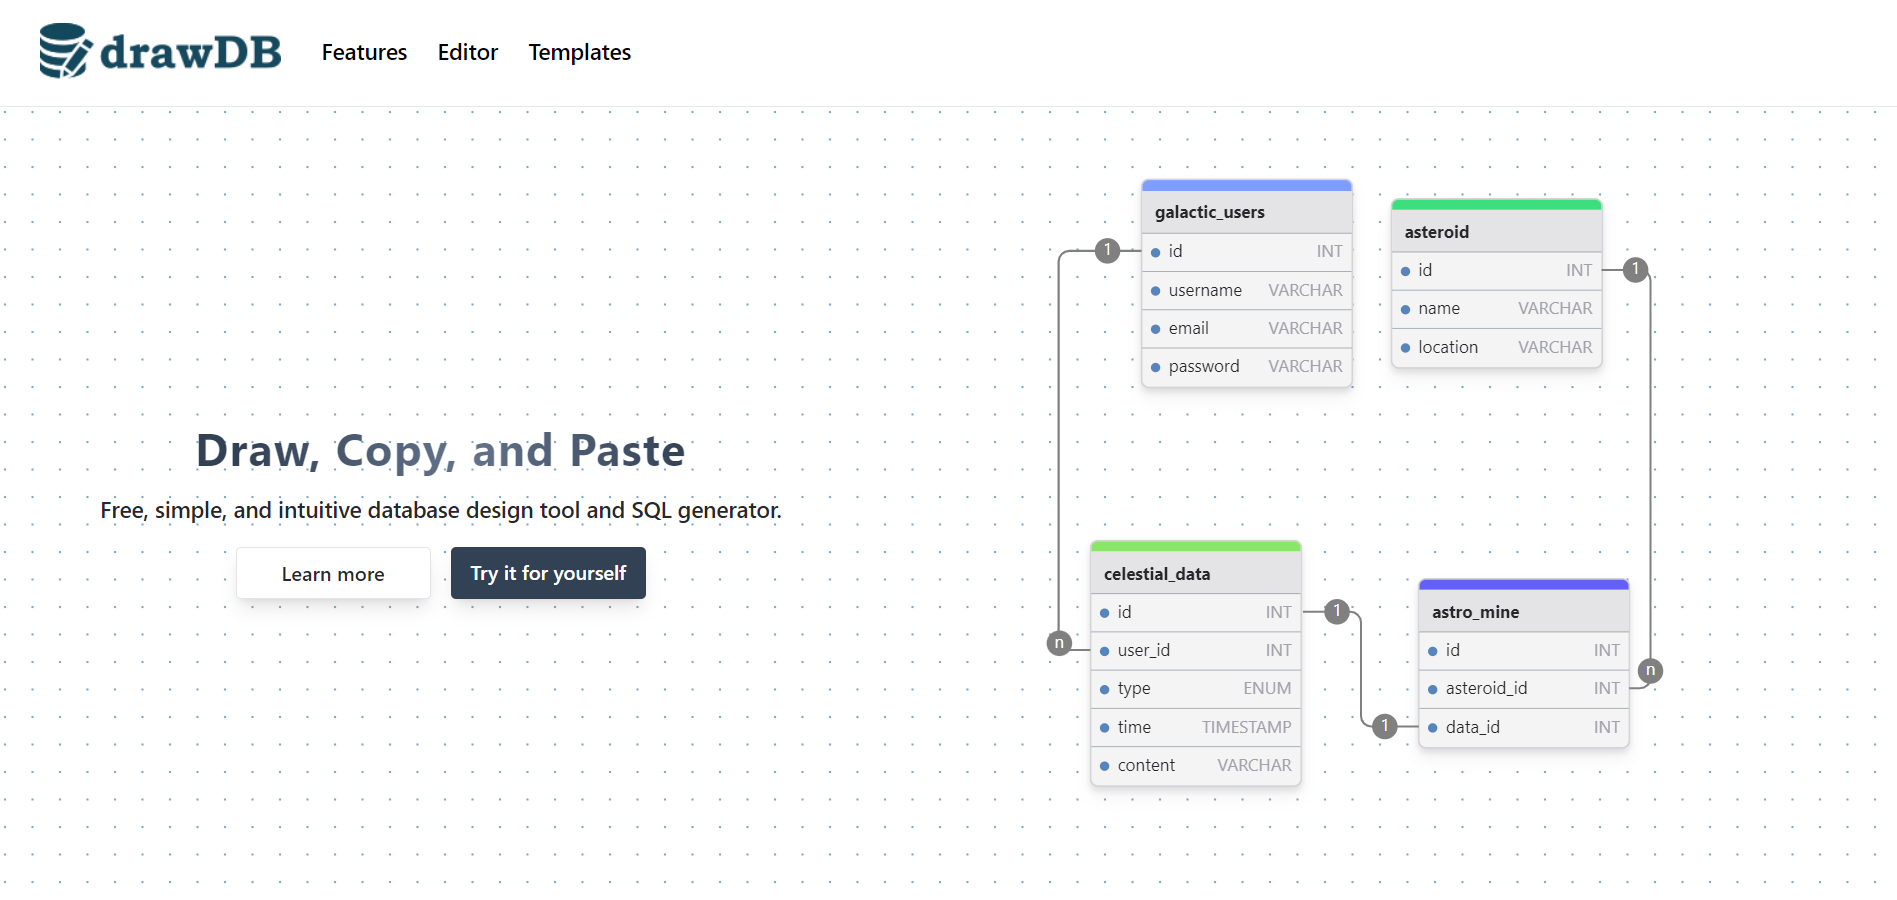 drawDB Features Editor Templates
Draw, Copy, and Paste
Free, simple, and intuitive database design tool and SQL generator.
Learn more Try it for yourself
galactic_users
id INT
username VARCHAR
email VARCHAR
password VARCHAR
asteroid
id INT
name VARCHAR
location VARCHAR
1
1
celestial_data
id INT
user_id INT
type ENUM
time TIMESTAMP
content VARCHAR
n
1
1
astro_mine
id INT
asteroid_id INT
data_id INT
n